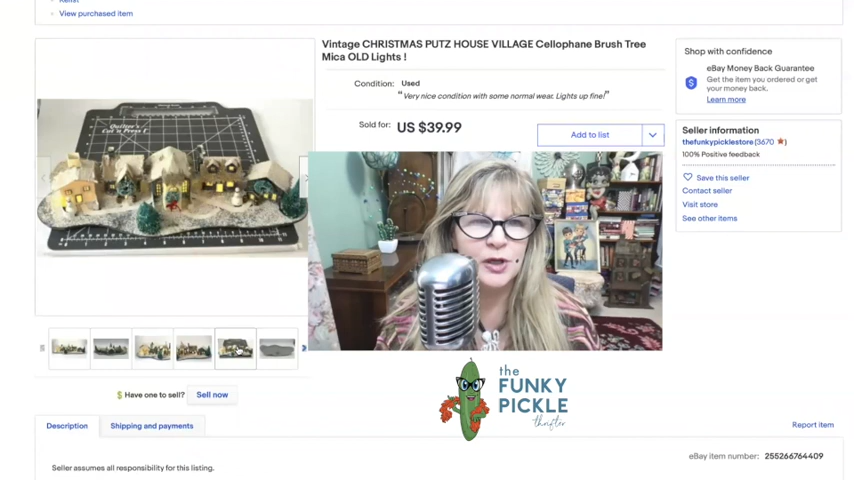 View purchased item
Vintage CHRISTMAS PUTZ HOUSE VILLAGE Cellophane Brush Tree
Mica OLD Lights !
Condition: Used
"Very nice condition with some normal wear. Lights up fine!"
Sold for: US $39.99
Add to list
Shop with confidence
eBay Money Back Guarantee
Get the item you ordered or get
your money back.
Learn more
Seller information
thefunkypicklestore (3670 )
100% Positive feedback
Save this seller
Contact seller
Visit store
See other items
Quilter's
Cut'n Press I
the
FUNKY
PICKLE
thrifter
Have one to sell? Sell now
Description
Shipping and payments
Report item
eBay item number: 255266764409
Seller assumes all responsibility for this listing.